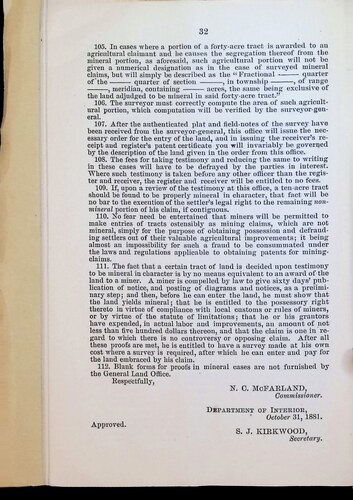 32
105. In cases where a portion of a forty-acre tract is awarded to an
agricultural claimant and he causes the segregation thereof from the
mineral portion, as aforesaid, such agricultural portion will not be
given a numerical designation as in the case of surveyed mineral
claims, but will simply be described as the "Fractional ——— quarter
of the ——— quarter of section ———, in township ———, of range
———, meridian, containing ——— acres, the same being exclusive of
the land adjudged to be mineral in said forty-acre tract."
106. The surveyor must correctly compute the area of such agricult-
ural portion, which computation will be verified by the surveyor-gen-
eral.
107. After the authenticated plat and field-notes of the survey have
been received from the surveyor-general, this office will issue the nec-
essary order for the entry of the land, and in issuing the receiver's re-
ceipt and register's patent certificate you will invariably be governed
by the description of the land given in the order from this office.
108. The fees for taking testimony and reducing the same to writing
in these cases will have to be defrayed by the parties in interest.
Where such testimony is taken before any other officer than the regis-
ter and receiver, the register and receiver will be entitled to no fees.
109. If, upon a review of the testimony at this office, a ten-acre tract
should be found to be properly mineral in character, that fact will be
no bar to the execution of the settler's legal right to the remaining non-
mineral portion of his claim, if contiguous.
110. No fear need be entertained that miners will be permitted to
make entries of tracts ostensibly as mining claims, which are not
mineral, simply for the purpose of obtaining possession and defraud-
ing settlers out of their valuable agricultural improvements; it being
almost an impossibility for such a fraud to be consummated under
the laws and regulations applicable to obtaining patents for mining-
claims.
111. The fact that a certain tract of land is decided upon testimony
to be mineral in character is by no means equivalent to an award of the
land to a miner. A miner is compelled by law to give sixty days' pub-
lication of notice, and posting of diagrams and notices, as a prelimin-
ary step; and then, before he can enter the land, he must show that
the land yields mineral; that he is entitled to the possessory right
thereto in virtue of compliance with local customs or rules of miners,
or by virtue of the statute of limitations; that he or his grantors
have expended, in actual labor and improvements, an amount of not
less than five hundred dollars thereon, and that the claim is one in re-
gard to which there is no controversy or opposing claim. After all
these proofs are met, he is entitled to have a survey made at his own
cost where a survey is required, after which he can enter and pay for
the land embraced by his claim.
112. Blank forms for proofs in mineral cases are not furnished by
the General Land Office.
Respectfully,
N. C. McFARLAND,
Commissioner.
DEPARTMENT OF INTERIOR,
October 31, 1881.
Approved.
S. J. KIRKWOOD,
Secretary.